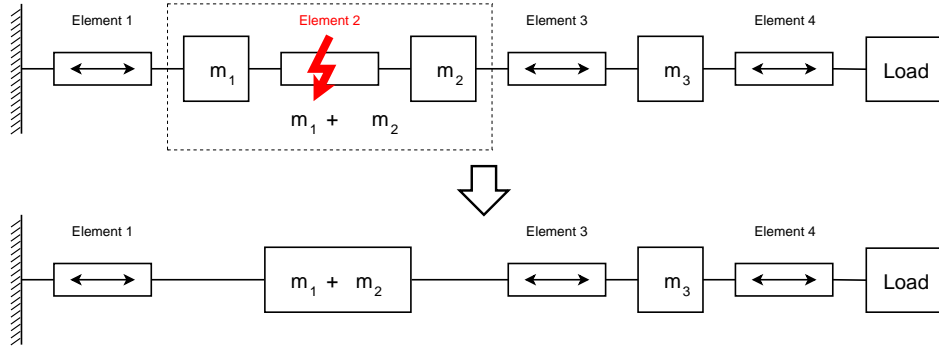 Element 1 Element 2 Element 3 Element 4
m1 m2 m3 Load
m1 + m2
Element 1 Element 3 Element 4
m1 + m2 m3 Load